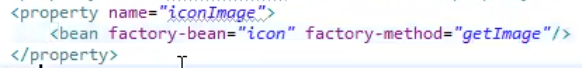 <property name="iconImage">
<bean factory-bean="icon" factory-method="getImage"/>
</property>